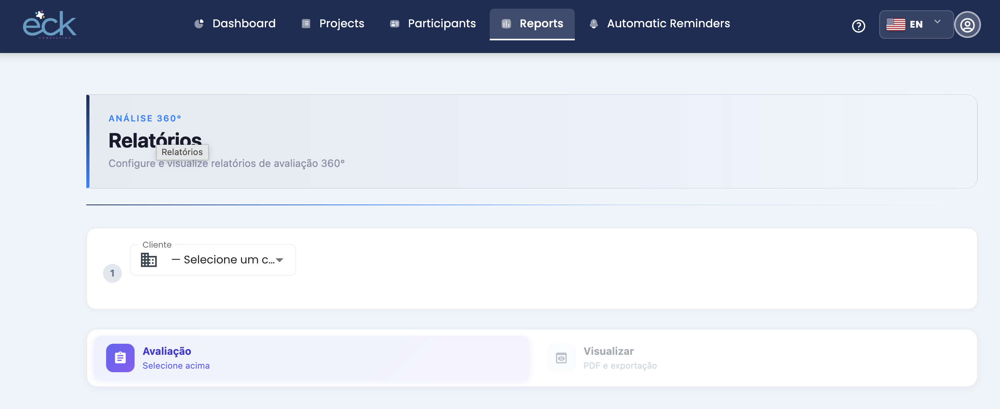 eck
CONSULTING
Dashboard
Projects
Participants
Reports
Automatic Reminders
EN
ANÁLISE 360°
Relatórios
Relatórios
Configure e visualize relatórios de avaliação 360°
Cliente
— Selecione um c...
1
Avaliação
Selecione acima
Visualizar
PDF e exportação